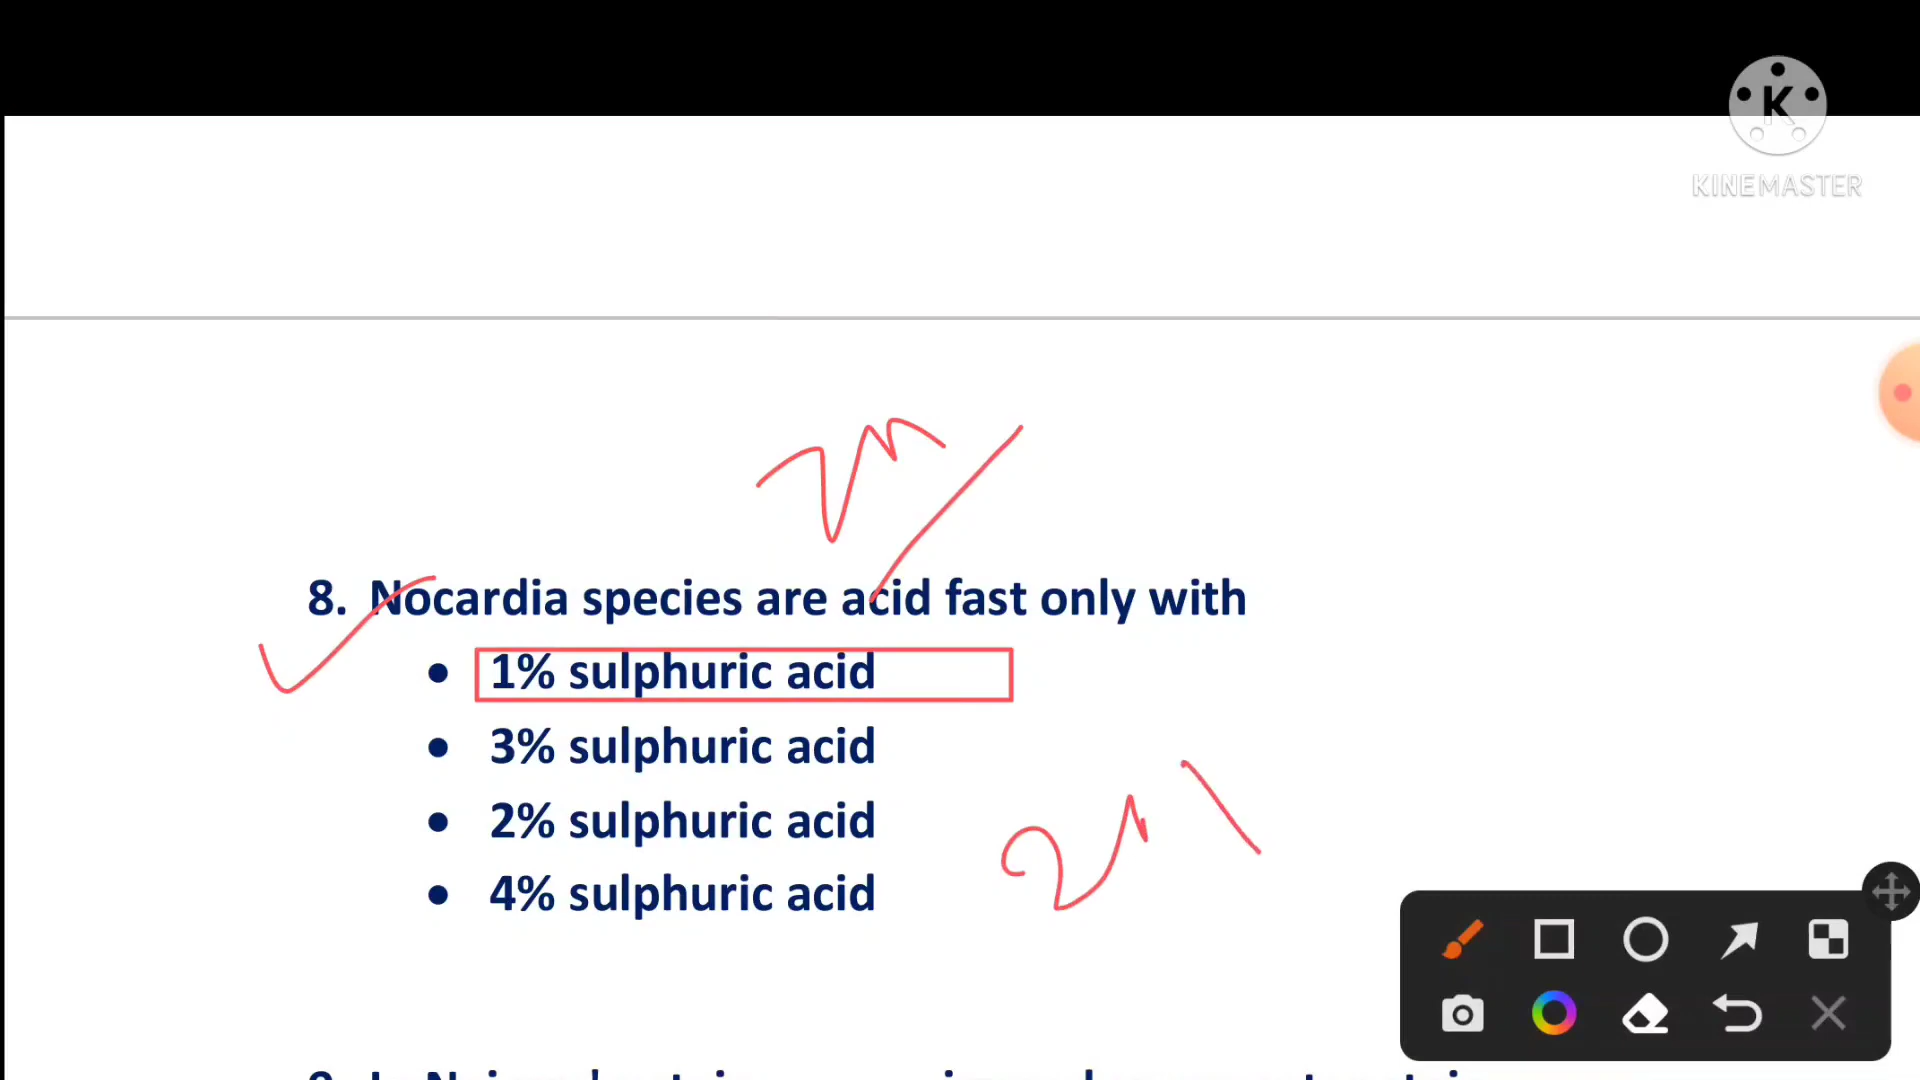 KINEMASTER
8. Nocardia species are acid fast only with
• 1% sulphuric acid
• 3% sulphuric acid
• 2% sulphuric acid
• 4% sulphuric acid